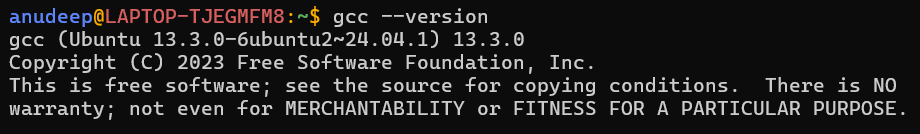 anudeep@LAPTOP-TJEGMFM8:~$ gcc --version
gcc (Ubuntu 13.3.0-6ubuntu2~24.04.1) 13.3.0
Copyright (C) 2023 Free Software Foundation, Inc.
This is free software; see the source for copying conditions.  There is NO
warranty; not even for MERCHANTABILITY or FITNESS FOR A PARTICULAR PURPOSE.